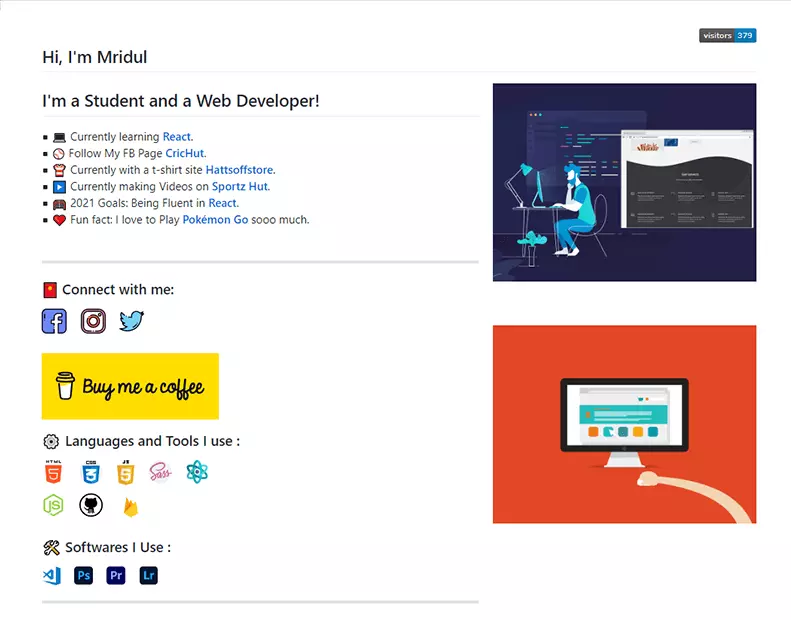 visitors 379
Hi, I'm Mridul
I'm a Student and a Web Developer!
Currently learning React.
Follow My FB Page CricHut.
Currently with a t-shirt site Hattsoffstore.
Currently making Videos on Sportz Hut.
2021 Goals: Being Fluent in React.
Fun fact: I love to Play Pokémon Go sooo much.
Connect with me:
Buy me a coffee
Languages and Tools I use :
HTML 5
CSS 3
JS 5
Sass
JS
Softwares I Use :
Ps
Pr
Lr